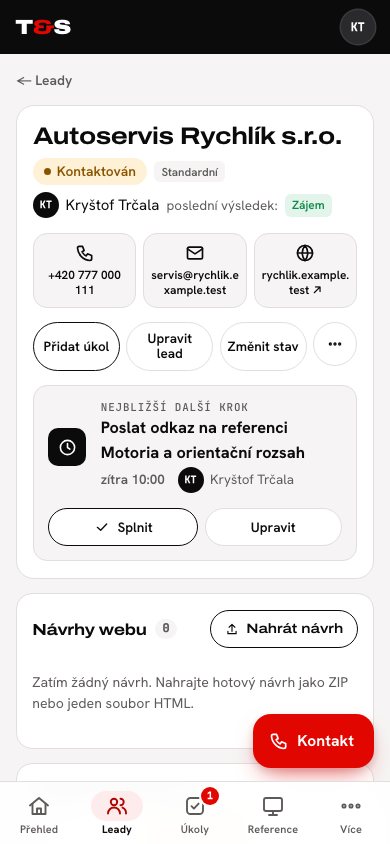 T&S
KT
← Leady
Autoservis Rychlík s.r.o.
Kontaktován
Standardní
KT
Kryštof Trčala
poslední výsledek:
Zájem
+420 777 000
111
servis@rychlik.e
xample.test
rychlik.example.
test ↗
Přidat úkol
Upravit
lead
Změnit stav
•••
NEJBLIŽŠÍ DALŠÍ KROK
Poslat odkaz na referenci
Motoria a orientační rozsah
zítra 10:00
KT
Kryštof Trčala
Splnit
Upravit
Návrhy webu
0
Nahrát návrh
Zatím žádný návrh. Nahrajte hotový návrh jako ZIP
nebo jeden soubor HTML.
Kontakt
1
Přehled
Leady
Úkoly
Reference
Více